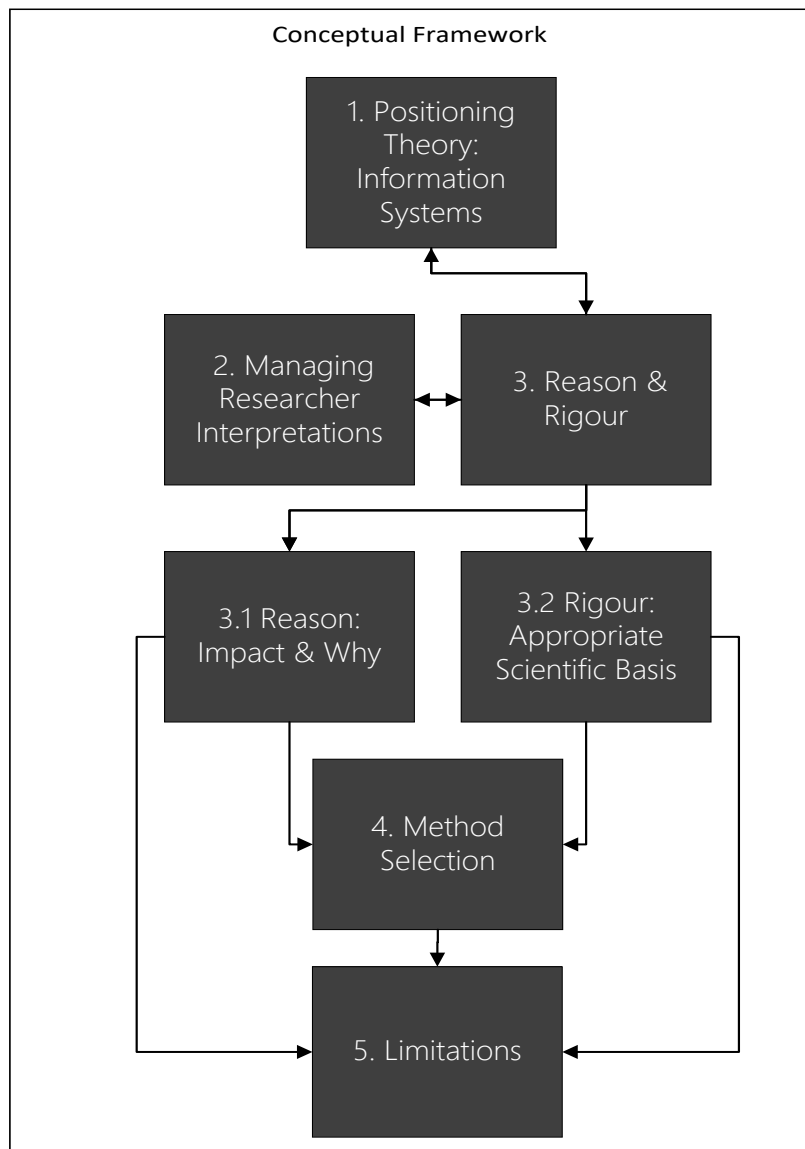 Conceptual Framework
1. Positioning
Theory:
Information
Systems
2. Managing
Researcher
Interpretations
3. Reason &
Rigour
3.1 Reason:
Impact & Why
3.2 Rigour:
Appropriate
Scientific Basis
4. Method
Selection
5. Limitations